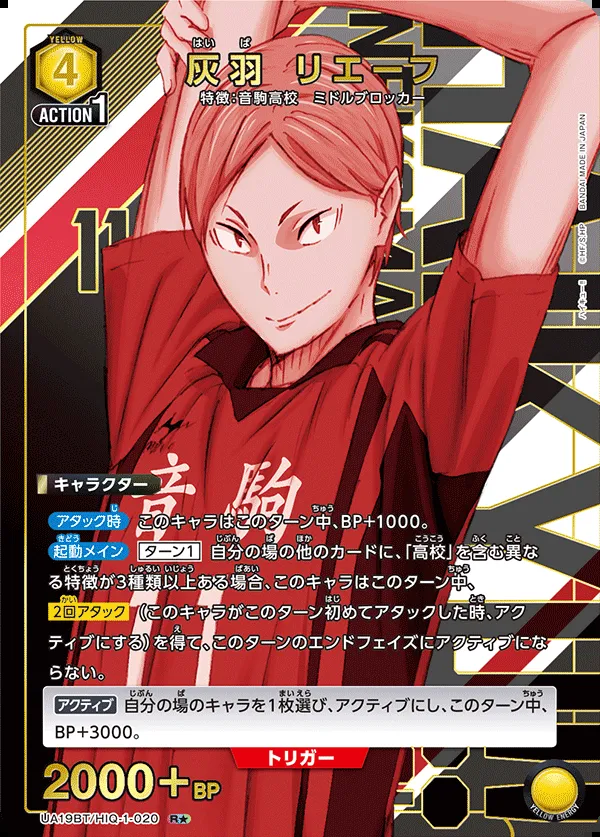 YELLOW
4
ACTION 1
はいば
灰羽 リエーフ
特徴:音駒高校 ミドルブロッカー
©HF/S,HP BANDAI MADE IN JAPAN
ハイキュー!!
11
音駒
キャラクター
アタック時 このキャラはこのターン中、BP+1000。
起動メイン ターン1 自分の場の他のカードに、「高校」を含む異な
る特徴が3種類以上ある場合、このキャラはこのターン中、
2回アタック (このキャラがこのターン初めてアタックした時、アク
ティブにする)を得て、このターンのエンドフェイズにアクティブにな
らない。
アクティブ 自分の場のキャラを1枚選び、アクティブにし、このターン中、
BP+3000。
トリガー
2000+BP
UA19BT/HIQ-1-020 R★
YELLOW ENERGY